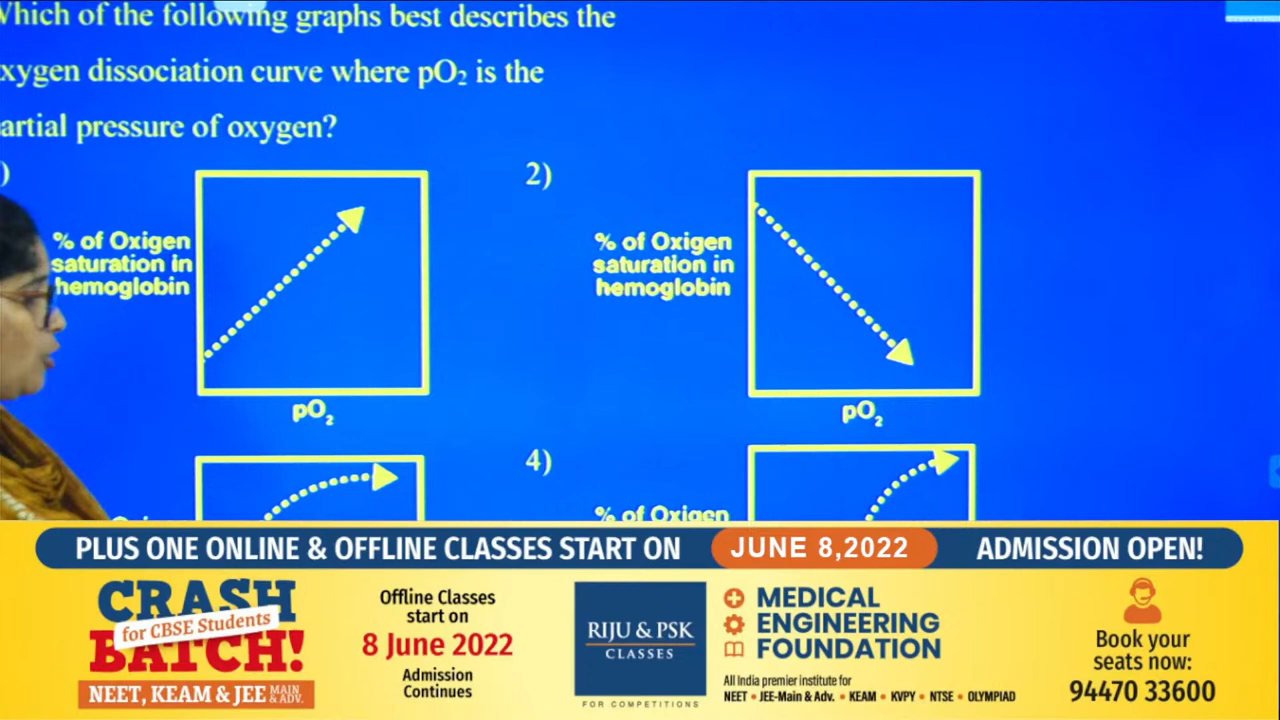 Which of the following graphs best describes the
xygen dissociation curve where pO₂ is the
artial pressure of oxygen?
)
2)
% of Oxigen
saturation in
hemoglobin
pO₂
% of Oxigen
saturation in
hemoglobin
pO₂
4)
% of Oxigen
PLUS ONE ONLINE & OFFLINE CLASSES START ON JUNE 8,2022 ADMISSION OPEN!
CRASH
for CBSE Students
BATCH!
NEET, KEAM & JEE MAIN & ADV.
Offline Classes
start on
8 June 2022
Admission
Continues
RIJU & PSK
CLASSES
FOR COMPETITIONS
MEDICAL
ENGINEERING
FOUNDATION
All India premier institute for
NEET • JEE-Main & Adv. • KEAM • KVPY • NTSE • OLYMPIAD
Book your
seats now:
94470 33600